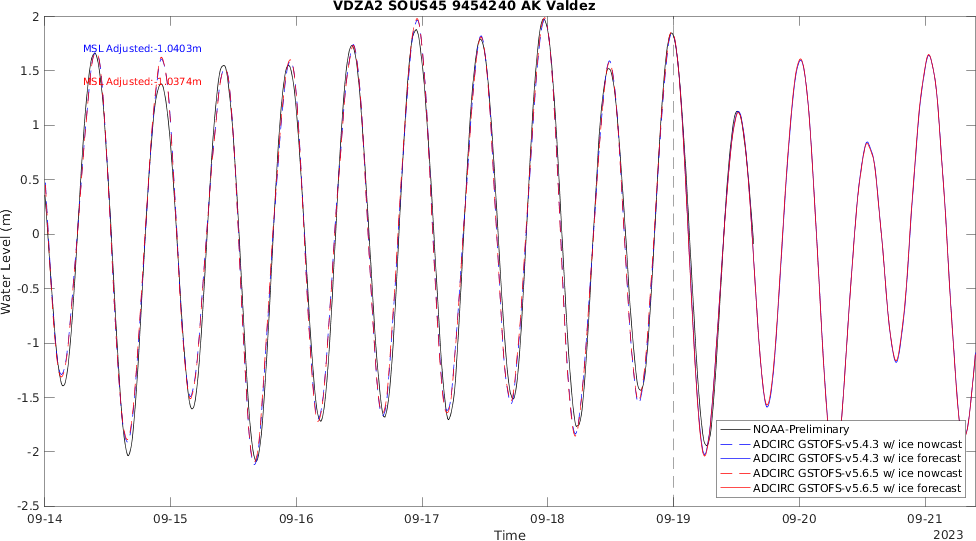 VDZA2 SOUS45 9454240 AK Valdez
2
MSL Adjusted:-1.0403m
1.5
MSL Adjusted:-1.0374m
1
0.5
0
-0.5
-1
-1.5
-2
-2.5
Water Level (m)
NOAA-Preliminary
ADCIRC GSTOFS-v5.4.3 w/ ice nowcast
ADCIRC GSTOFS-v5.4.3 w/ ice forecast
ADCIRC GSTOFS-v5.6.5 w/ ice nowcast
ADCIRC GSTOFS-v5.6.5 w/ ice forecast
09-14 09-15 09-16 09-17 09-18 09-19 09-20 09-21
Time
2023